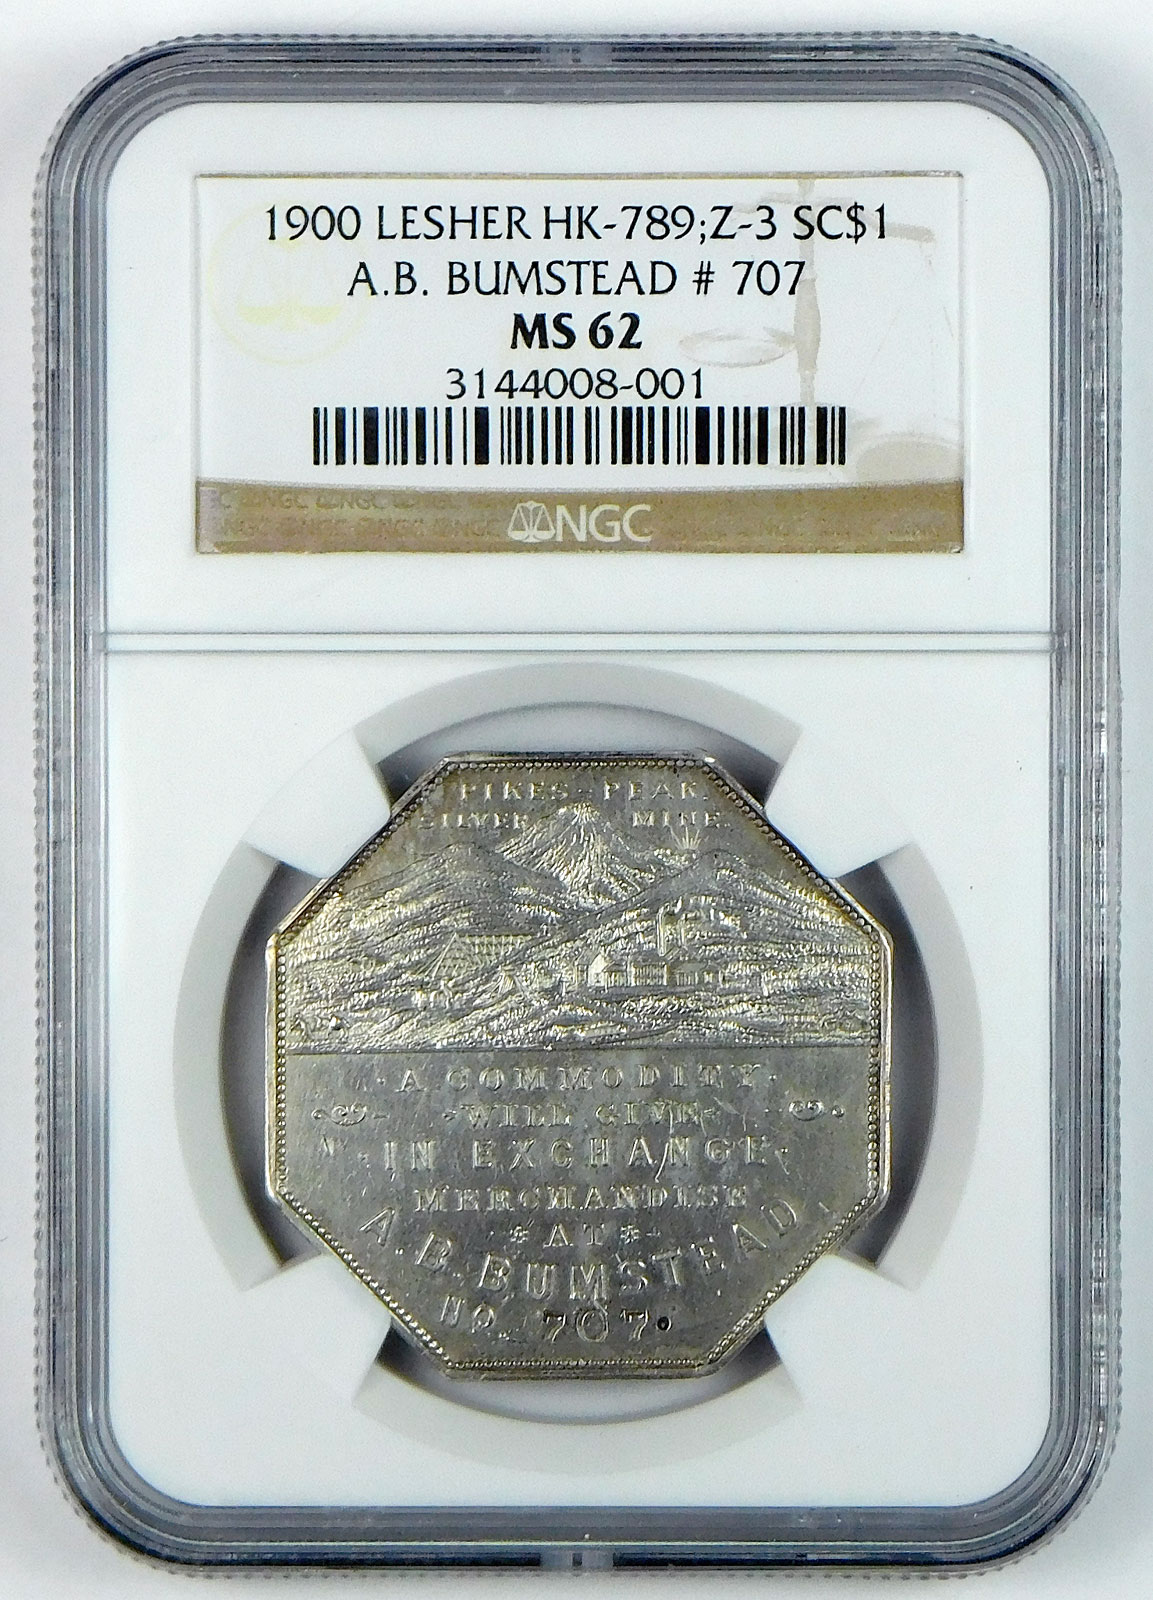 1900 LESHER HK-789;Z-3 SC$1
A.B. BUMSTEAD # 707
MS 62
3144008-001
NGC
PIKES - PEAK.
SILVER MINE.
· A COMMODITY ·
· WILL GIVE ·
· IN EXCHANGE ·
MERCHANDISE
* AT *
A. B. BUMSTEAD.
NO. 707.